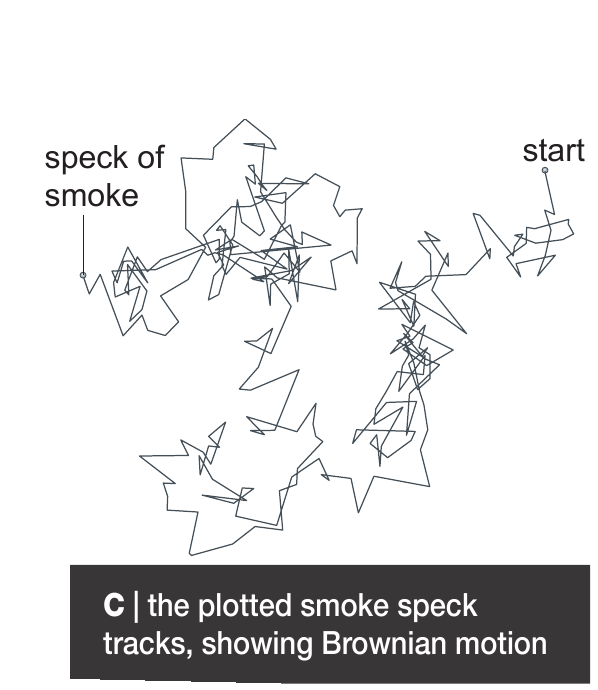 speck of
smoke
start
C | the plotted smoke speck
tracks, showing Brownian motion